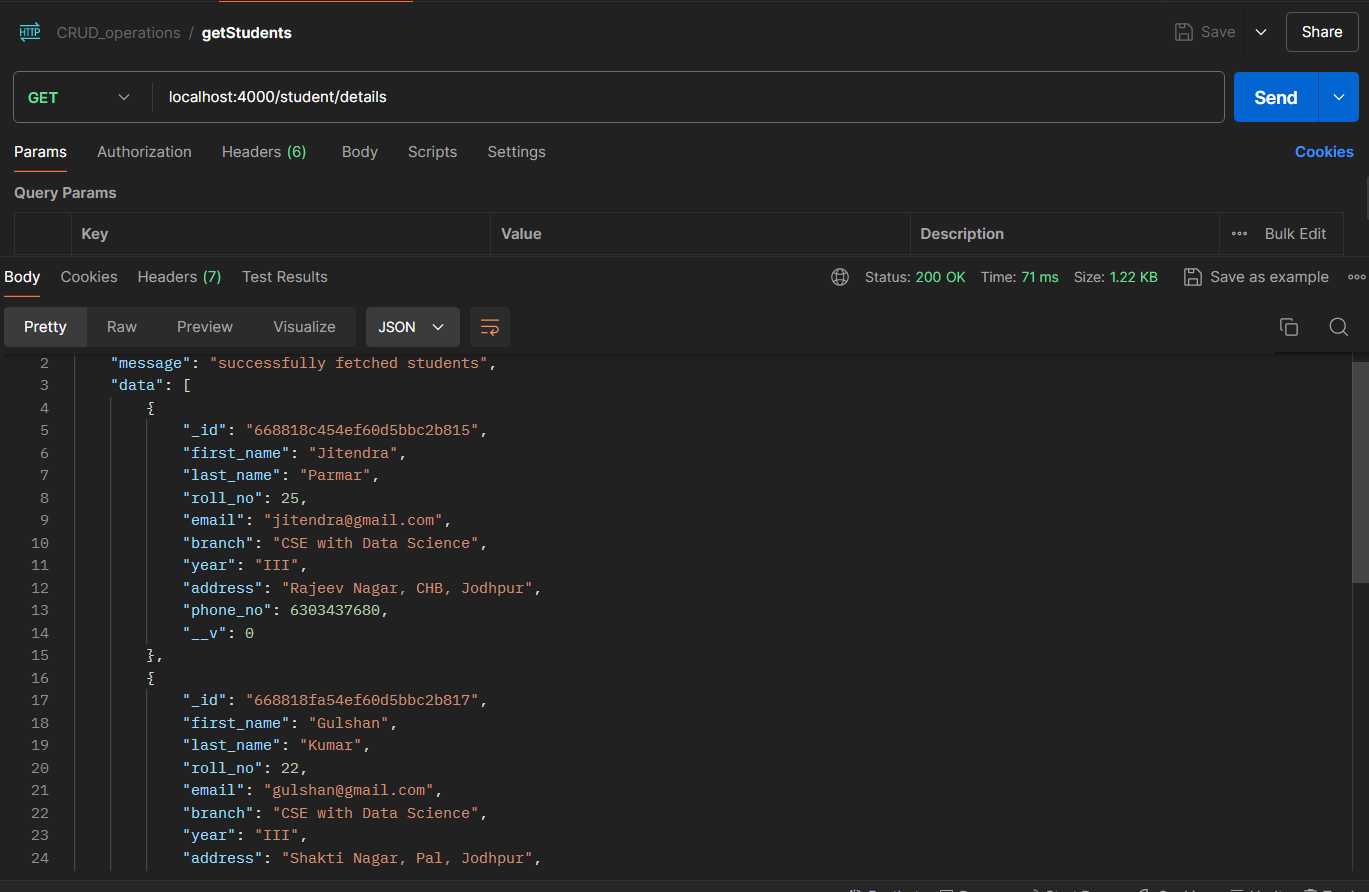 HTTP CRUD_operations / getStudents Save Share
GET localhost:4000/student/details Send
Params Authorization Headers (6) Body Scripts Settings Cookies
Query Params
Key Value Description Bulk Edit
Body Cookies Headers (7) Test Results Status: 200 OK Time: 71 ms Size: 1.22 KB Save as example
Pretty Raw Preview Visualize JSON
2 "message": "successfully fetched students",
3 "data": [
4 {
5 "_id": "668818c454ef60d5bbc2b815",
6 "first_name": "Jitendra",
7 "last_name": "Parmar",
8 "roll_no": 25,
9 "email": "jitendra@gmail.com",
10 "branch": "CSE with Data Science",
11 "year": "III",
12 "address": "Rajeev Nagar, CHB, Jodhpur",
13 "phone_no": 6303437680,
14 "__v": 0
15 },
16 {
17 "_id": "668818fa54ef60d5bbc2b817",
18 "first_name": "Gulshan",
19 "last_name": "Kumar",
20 "roll_no": 22,
21 "email": "gulshan@gmail.com",
22 "branch": "CSE with Data Science",
23 "year": "III",
24 "address": "Shakti Nagar, Pal, Jodhpur",